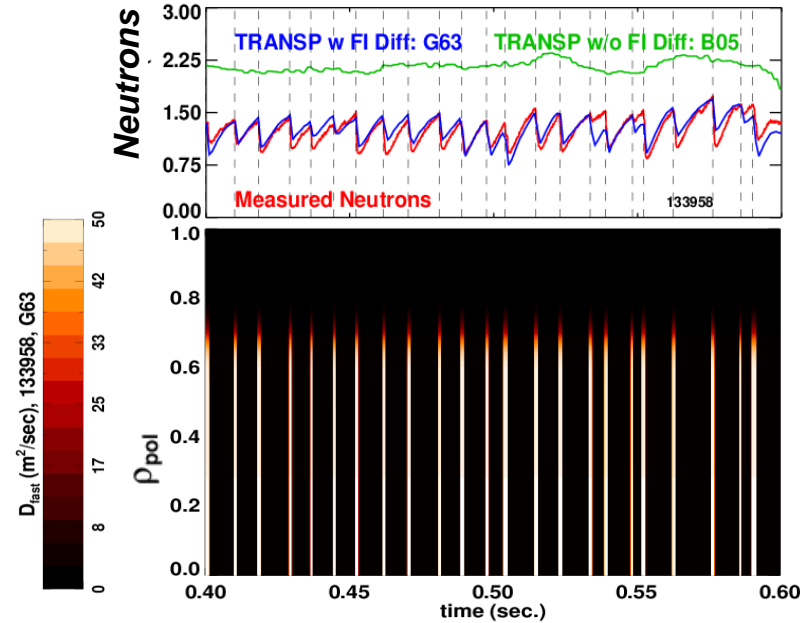 3.00
TRANSP w FI Diff: G63 TRANSP w/o FI Diff: B05
2.25
Neutrons
1.50
0.75
Measured Neutrons
133958
0.00
50
42
33
25
17
8
0
D_fast (m²/sec), 133958, G63
1.0
0.8
0.6
0.4
ρpol
0.2
0.0
0.40 0.45 0.50 0.55 0.60
time (sec.)